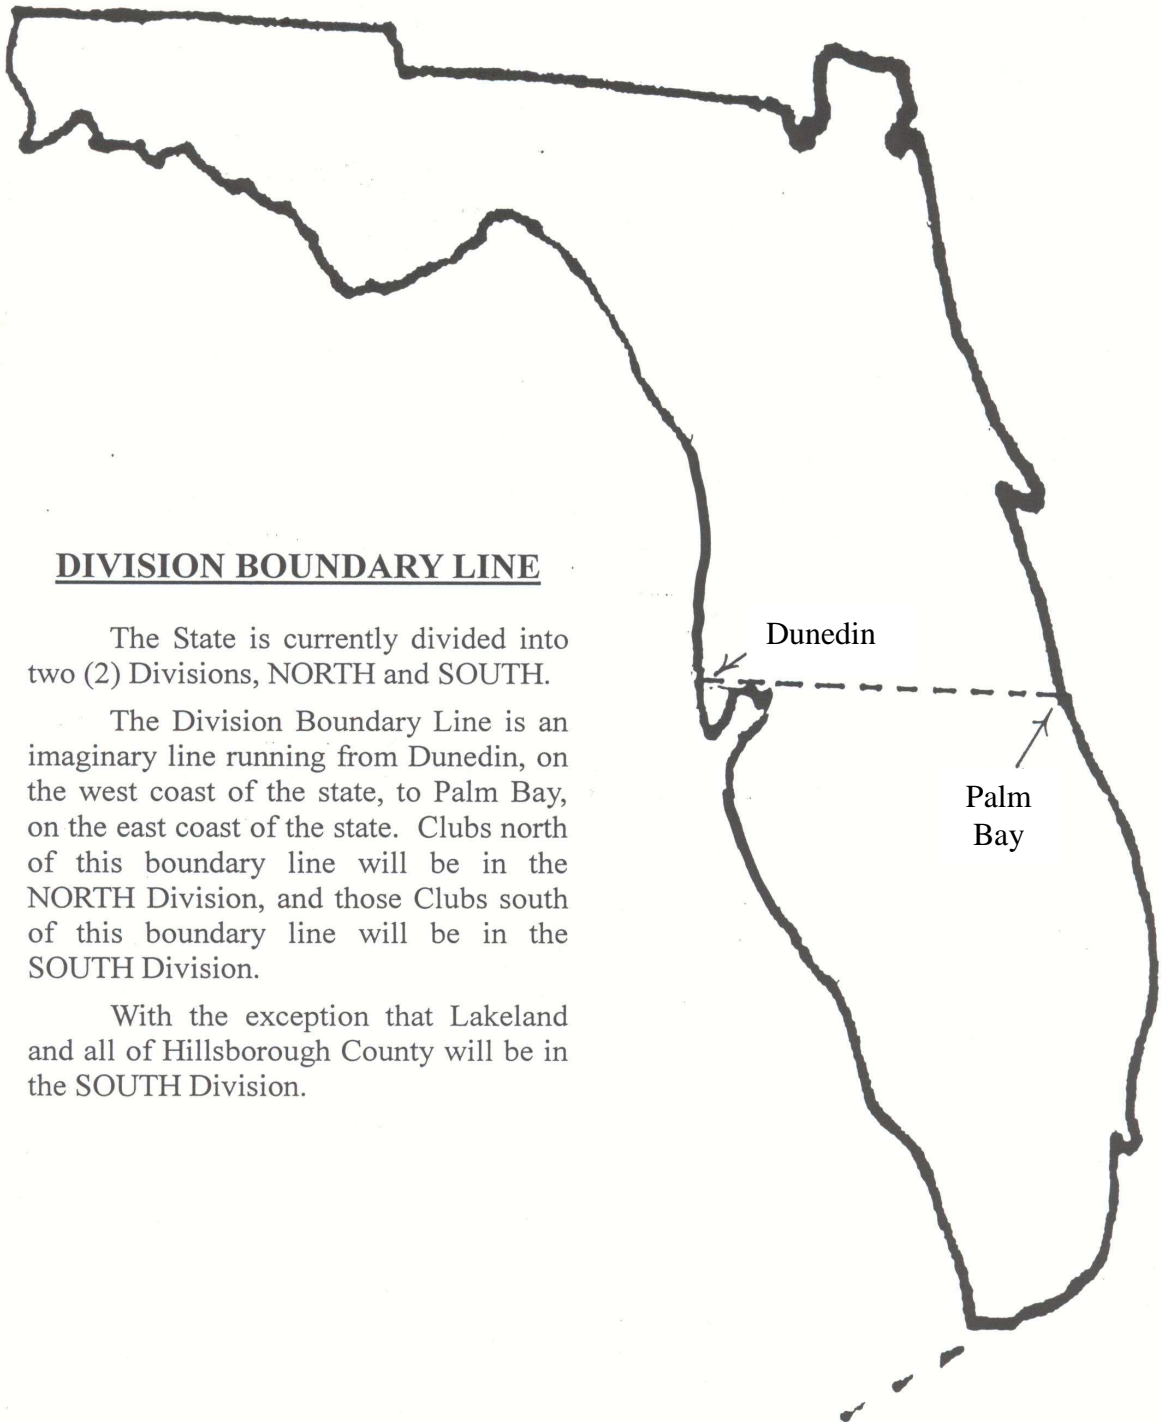 DIVISION BOUNDARY LINE
The State is currently divided into
two (2) Divisions, NORTH and SOUTH.
The Division Boundary Line is an
imaginary line running from Dunedin, on
the west coast of the state, to Palm Bay,
on the east coast of the state. Clubs north
of this boundary line will be in the
NORTH Division, and those Clubs south
of this boundary line will be in the
SOUTH Division.
With the exception that Lakeland
and all of Hillsborough County will be in
the SOUTH Division.
Dunedin
Palm
Bay